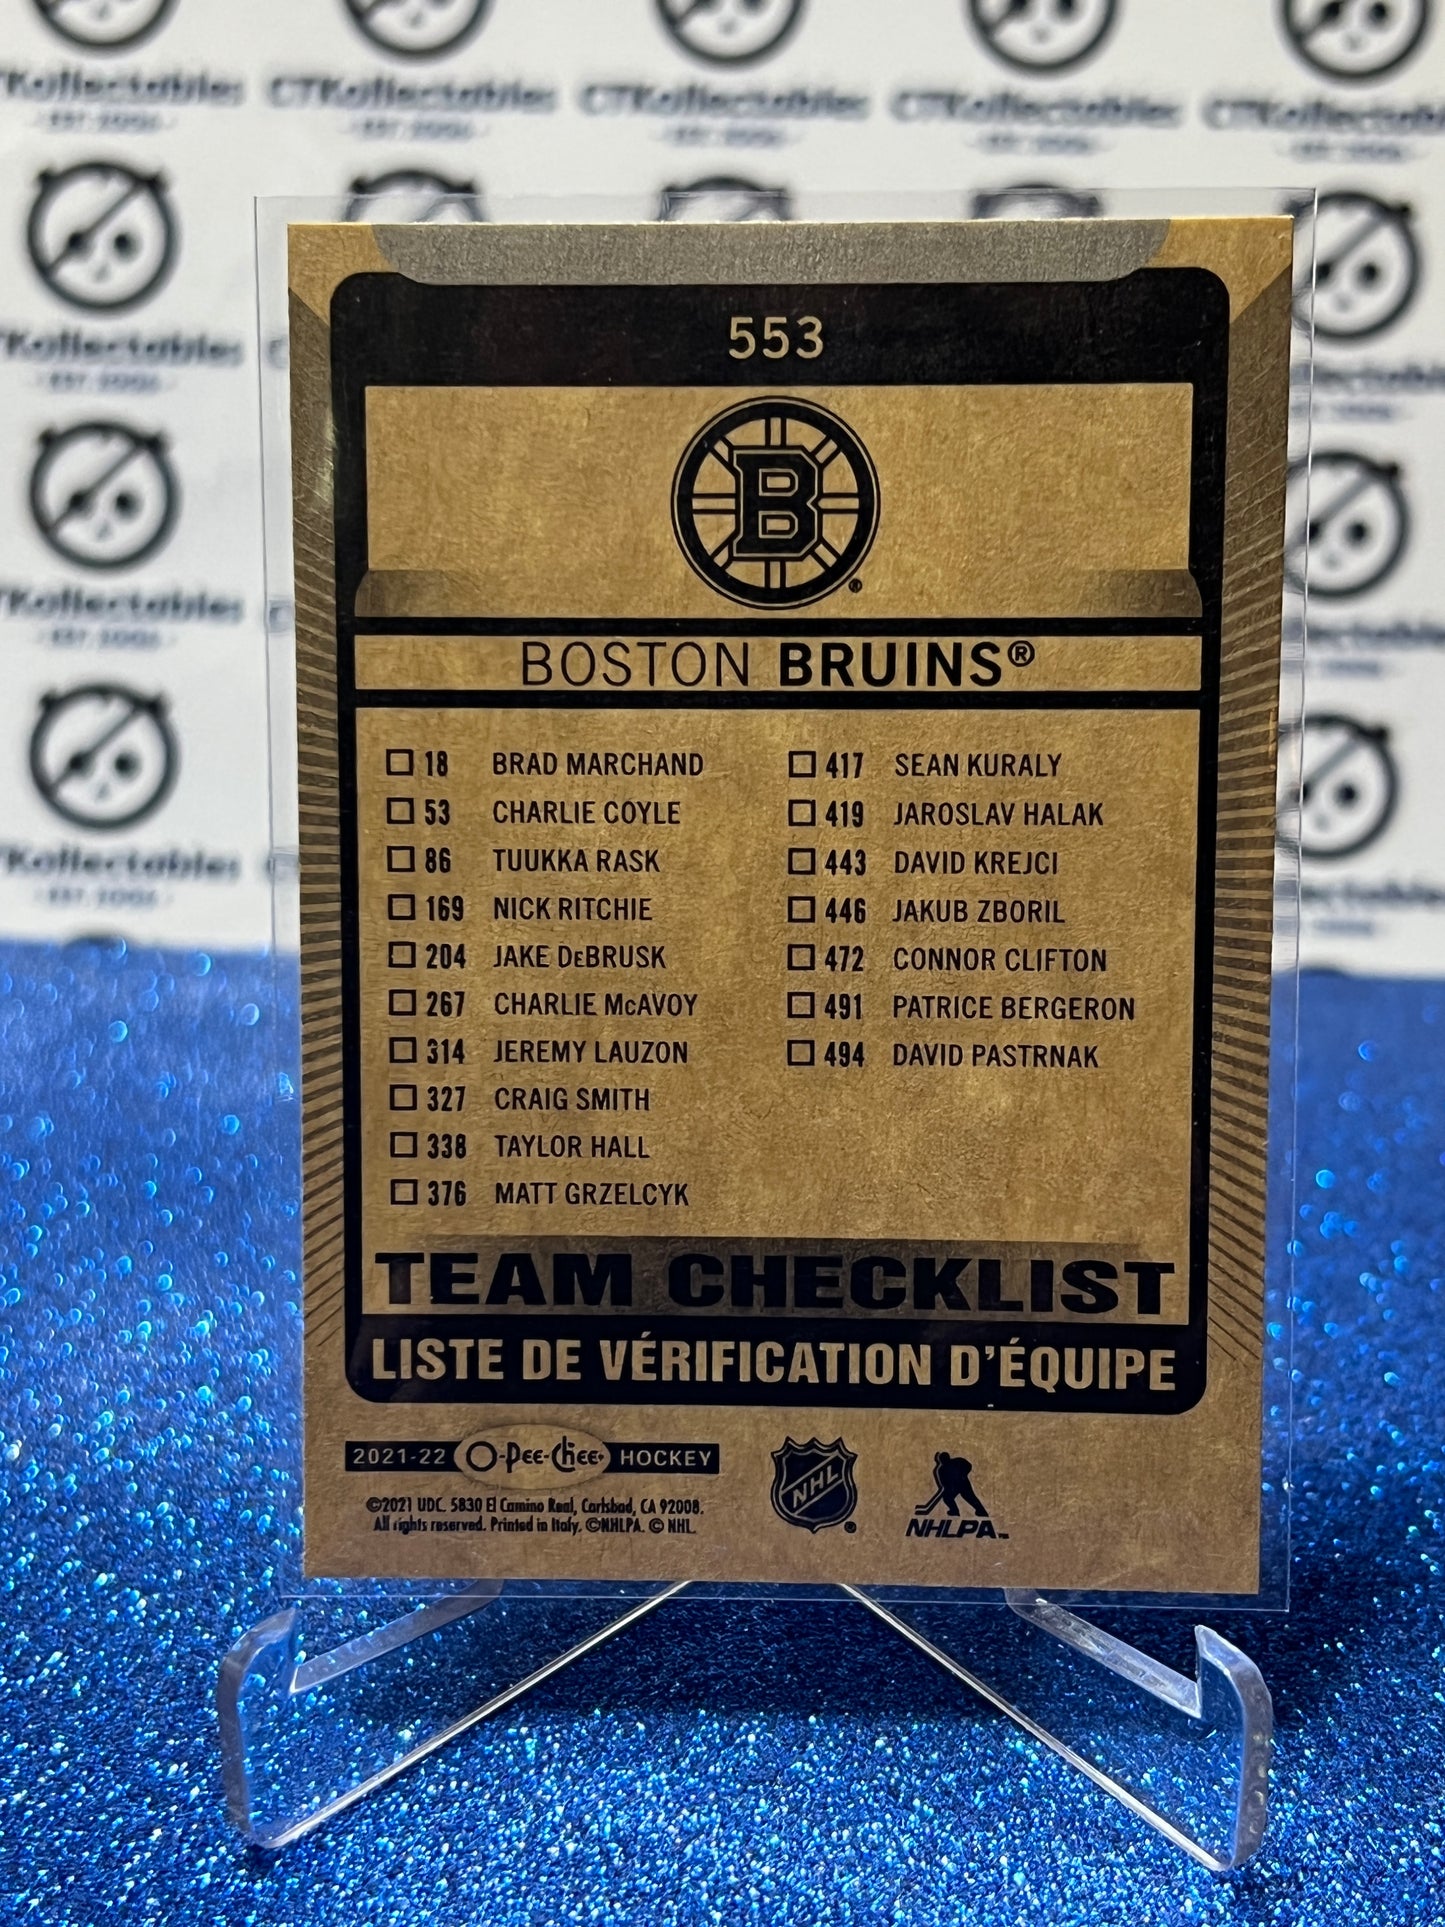 CTKollectables CTKollectables CTKollectables CTKollectables
553
B
®
BOSTON BRUINS®
18 BRAD MARCHAND
53 CHARLIE COYLE
86 TUUKKA RASK
169 NICK RITCHIE
204 JAKE DeBRUSK
267 CHARLIE McAVOY
314 JEREMY LAUZON
327 CRAIG SMITH
338 TAYLOR HALL
376 MATT GRZELCYK
417 SEAN KURALY
419 JAROSLAV HALAK
443 DAVID KREJCI
446 JAKUB ZBORIL
472 CONNOR CLIFTON
491 PATRICE BERGERON
494 DAVID PASTRNAK
TEAM CHECKLIST
LISTE DE VÉRIFICATION D'ÉQUIPE
2021-22 O-Pee-Chee HOCKEY
©2021 UDC. 5830 El Camino Real, Carlsbad, CA 92008.
All rights reserved. Printed in Italy. ©NHLPA. © NHL.
NHL
®
NHLPA™